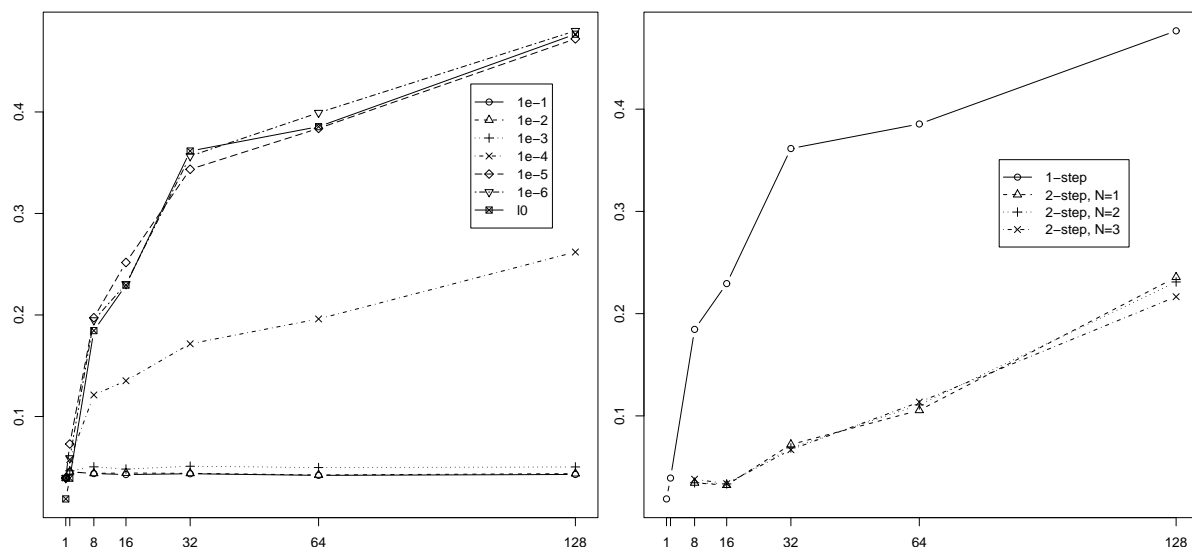 0.4
0.3
0.2
0.1
1 8 16 32 64 128
1e−1
1e−2
1e−3
1e−4
1e−5
1e−6
l0
0.4
0.3
0.2
0.1
1 8 16 32 64 128
1−step
2−step, N=1
2−step, N=2
2−step, N=3